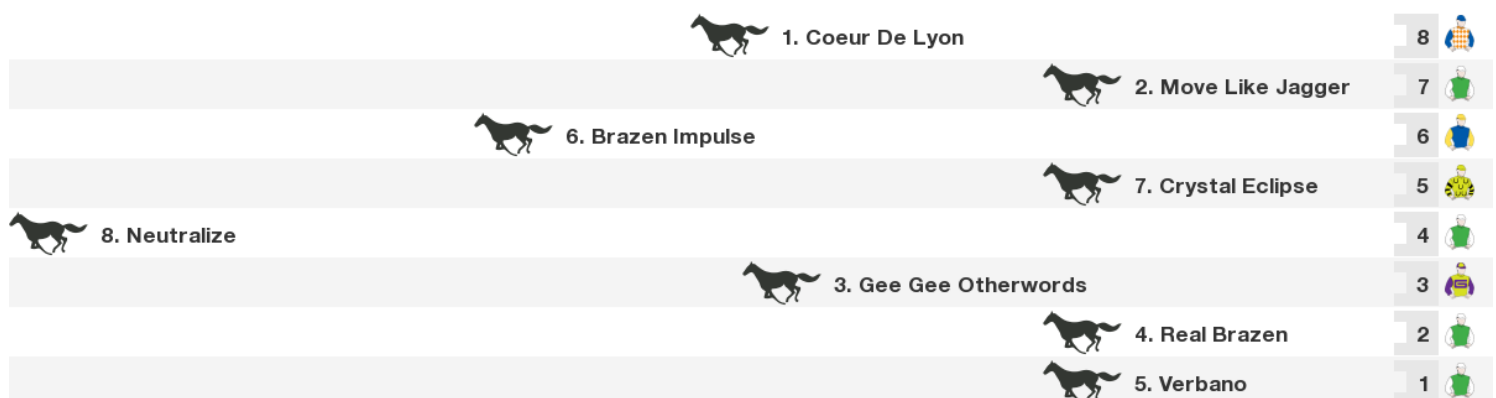 1. Coeur De Lyon 8
2. Move Like Jagger 7
6. Brazen Impulse 6
7. Crystal Eclipse 5
8. Neutralize 4
3. Gee Gee Otherwords 3
G
4. Real Brazen 2
5. Verbano 1